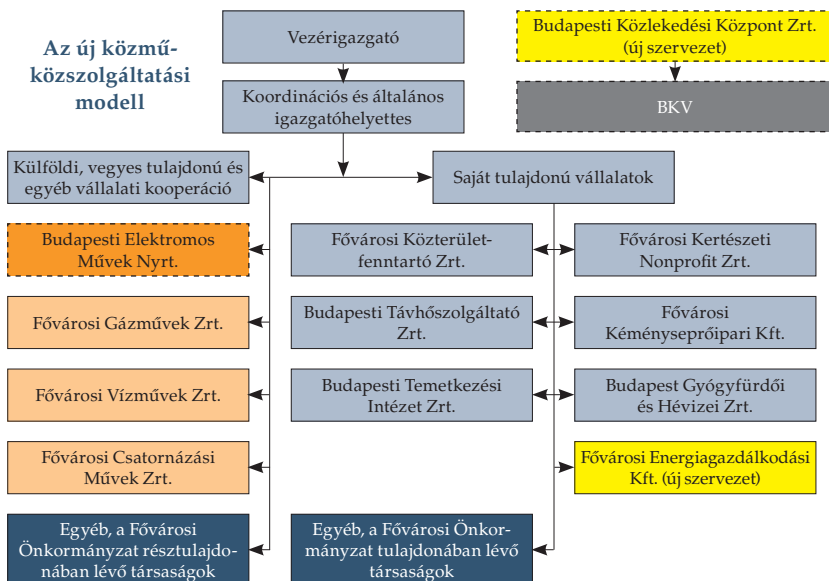 Az új közmű-
közszolgáltatási
modell
Vezérigazgató
Budapesti Közlekedési Központ Zrt.
(új szervezet)
Koordinációs és általános
igazgatóhelyettes
BKV
Külföldi, vegyes tulajdonú és
egyéb vállalati kooperáció
Saját tulajdonú vállalatok
Budapesti Elektromos
Művek Nyrt.
Fővárosi Közterület-
fenntartó Zrt.
Fővárosi Kertészeti
Nonprofit Zrt.
Fővárosi Gázművek Zrt.
Budapesti Távhőszolgáltató
Zrt.
Fővárosi
Kéményseprőipari Kft.
Fővárosi Vízművek Zrt.
Budapesti Temetkezési
Intézet Zrt.
Budapest Gyógyfürdői
és Hévizei Zrt.
Fővárosi Csatornázási
Művek Zrt.
Fővárosi Energiagazdálkodási
Kft. (új szervezet)
Egyéb, a Fővárosi
Önkormányzat résztulajdo-
nában lévő társaságok
Egyéb, a Fővárosi Önkor-
mányzat tulajdonában lévő
társaságok